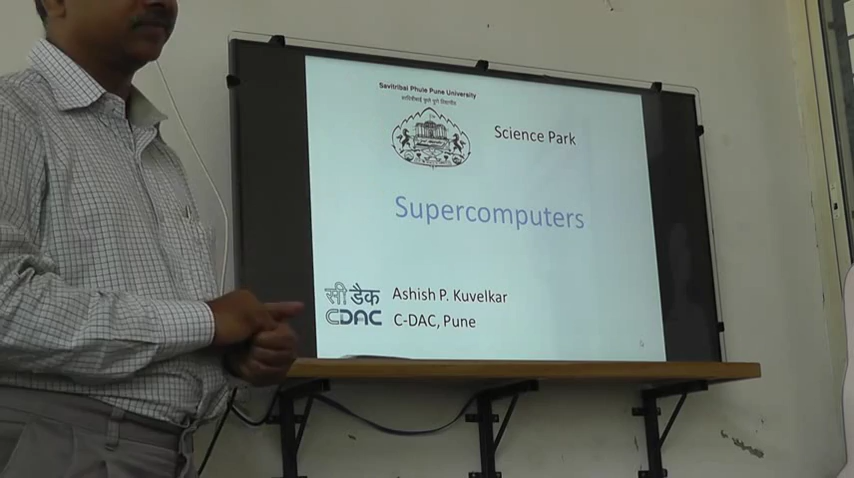 Savitribai Phule Pune University
सावित्रीबाई फुले पुणे विद्यापीठ
Science Park
Supercomputers
सी डैक
CDAC
Ashish P. Kuvelkar
C-DAC, Pune